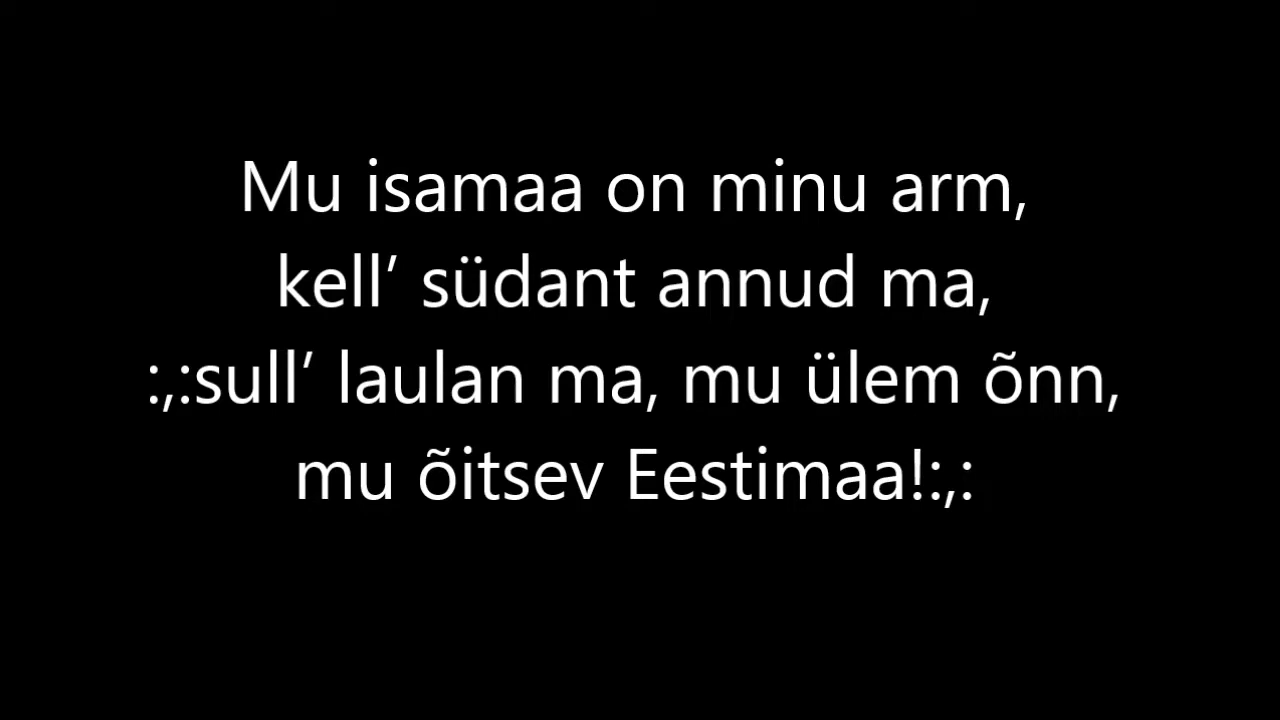 Mu isamaa on minu arm,
kell’ südant annud ma,
:,:sull’ laulan ma, mu ülem õnn,
mu õitsev Eestimaa!:,: